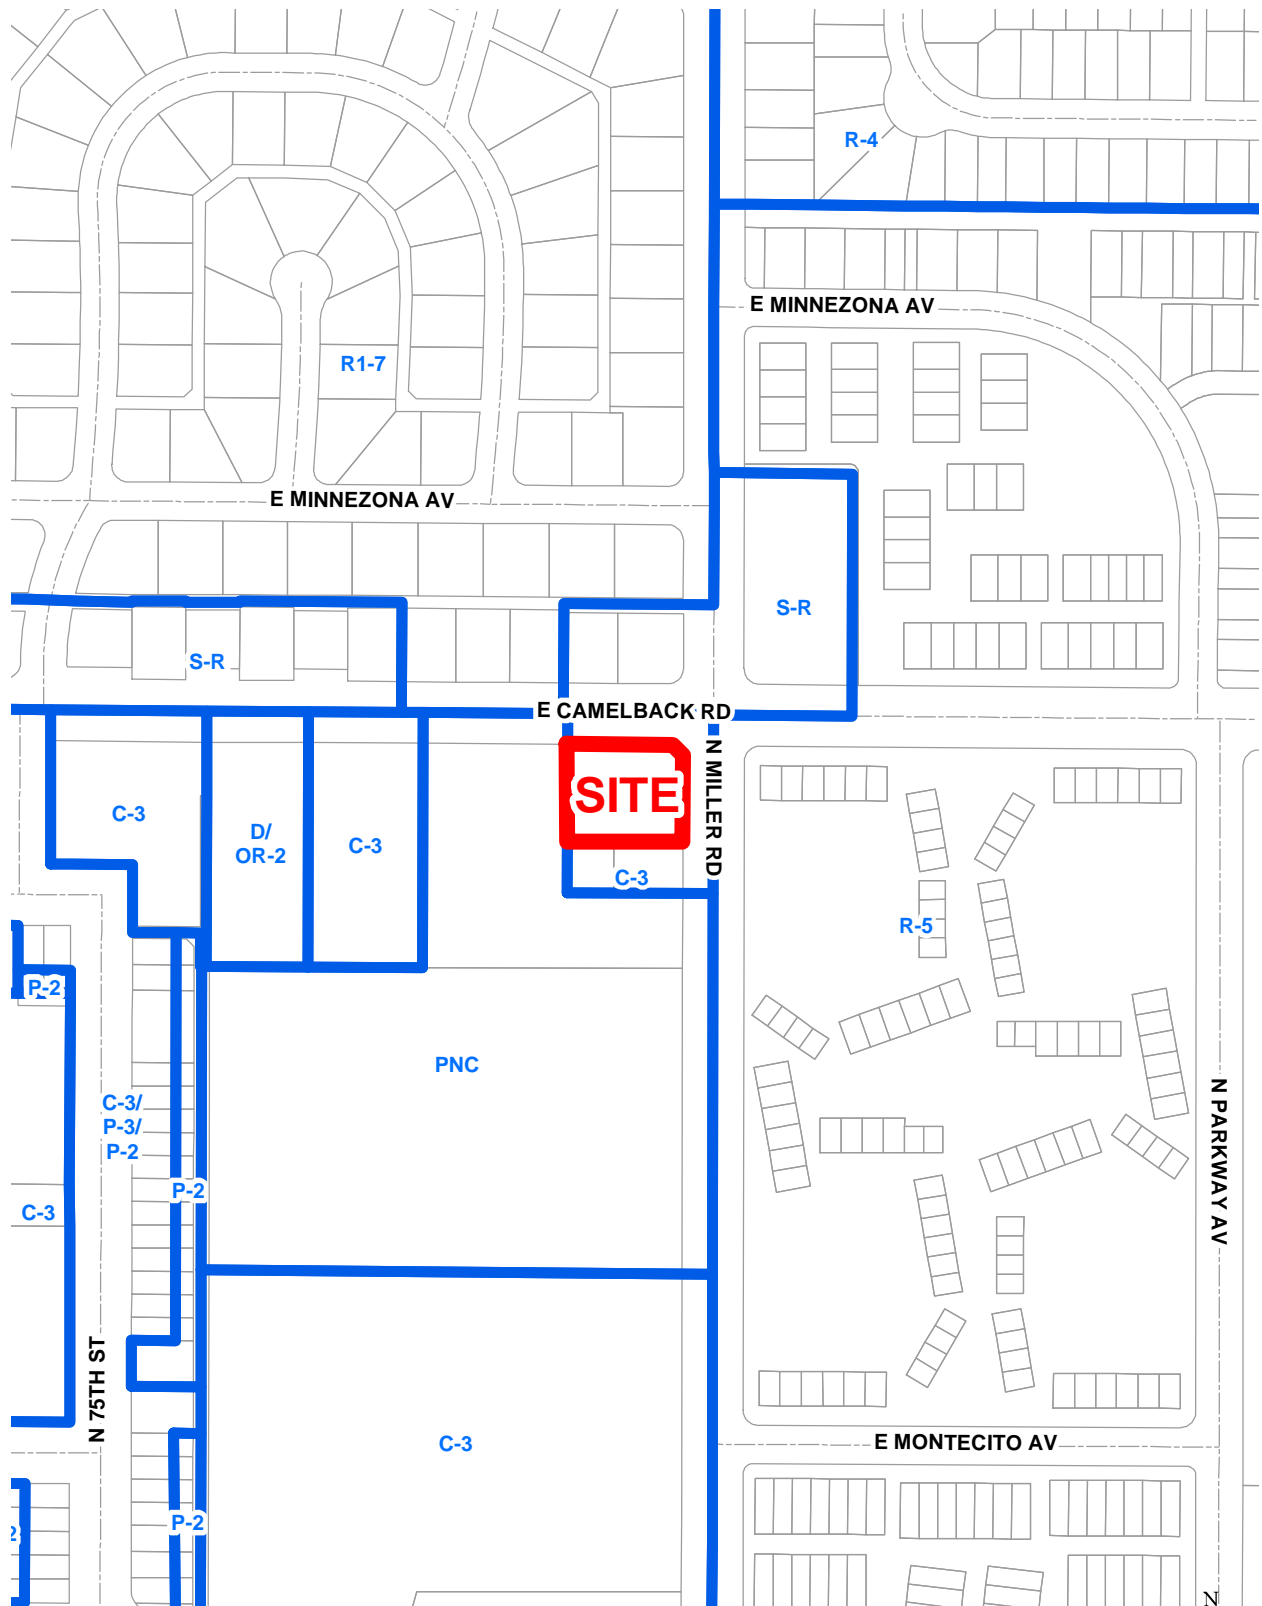 R-4
E MINNEZONA AV
R1-7
E MINNEZONA AV
S-R
S-R
E CAMELBACK RD
N MILLER RD
SITE
C-3
D/
OR-2
C-3
C-3
R-5
P-2
PNC
C-3/
P-3/
P-2
N PARKWAY AV
P-2
C-3
N 75TH ST
C-3
E MONTECITO AV
P-2
N